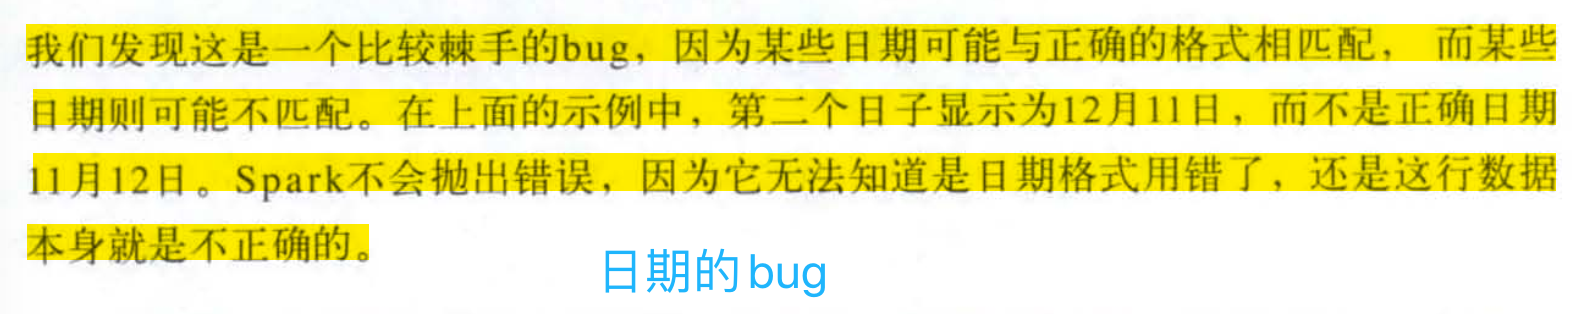 我们发现这是一个比较棘手的bug，因为某些日期可能与正确的格式相匹配， 而某些
日期则可能不匹配。在上面的示例中，第二个日子显示为12月11日，而不是正确日期
11月12日。Spark不会抛出错误，因为它无法知道是日期格式用错了，还是这行数据
本身就是不正确的。
日期的bug